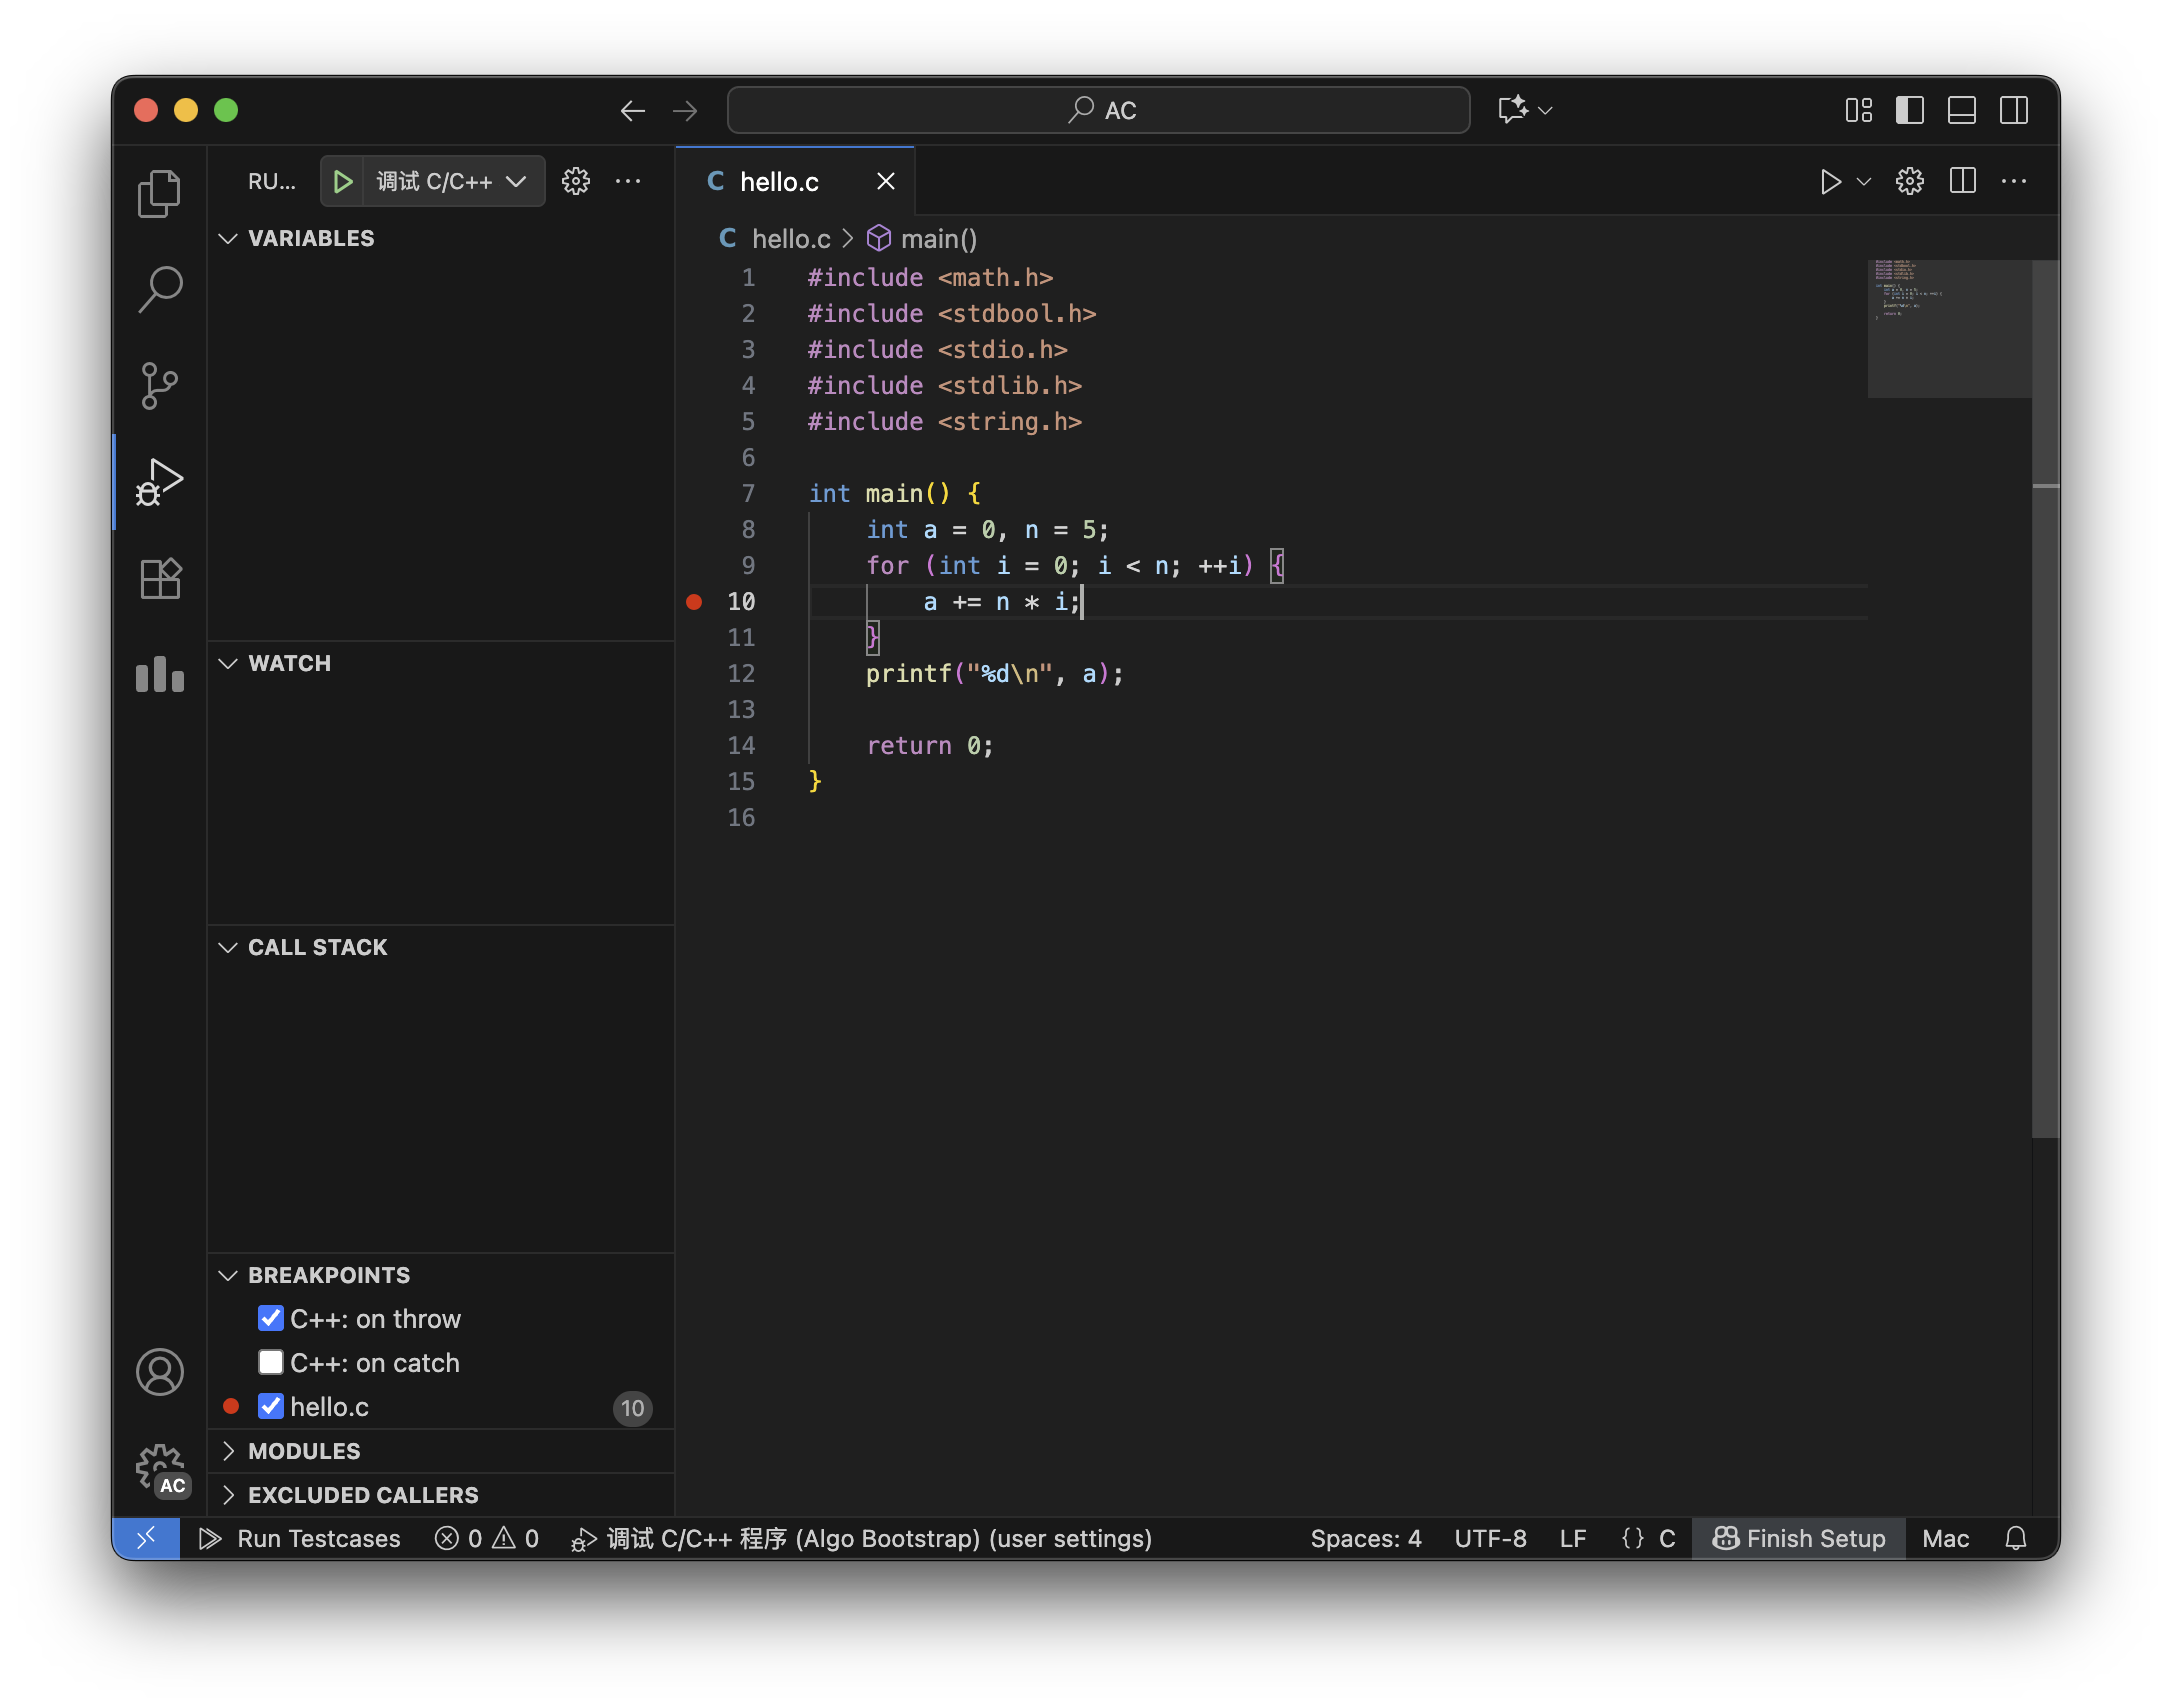 AC
RU...
调试 C/C++
VARIABLES
WATCH
CALL STACK
BREAKPOINTS
C++: on throw
C++: on catch
hello.c 10
MODULES
EXCLUDED CALLERS
AC
C hello.c
C hello.c > main()
1 #include <math.h>
2 #include <stdbool.h>
3 #include <stdio.h>
4 #include <stdlib.h>
5 #include <string.h>
6
7 int main() {
8 int a = 0, n = 5;
9 for (int i = 0; i < n; ++i) {
10 a += n * i;
11 }
12 printf("%d\n", a);
13
14 return 0;
15 }
16
Run Testcases 0 0 调试 C/C++ 程序 (Algo Bootstrap) (user settings) Spaces: 4 UTF-8 LF {} C Finish Setup Mac